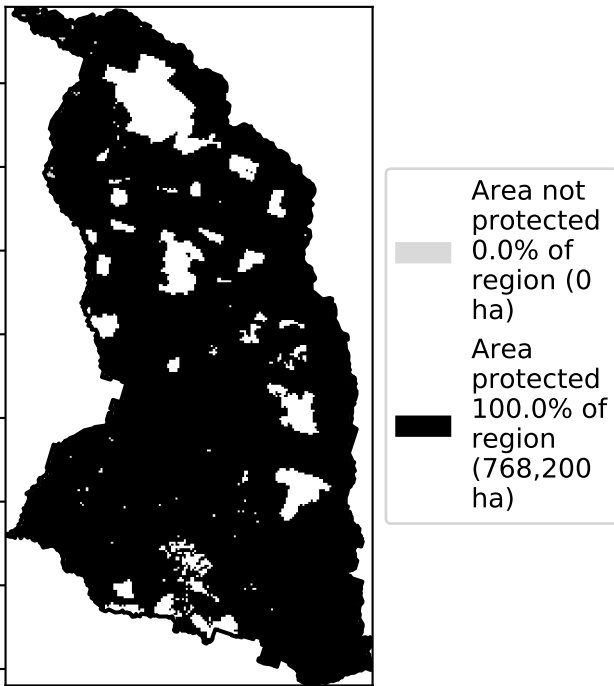 Area not
protected
0.0% of
region (0
ha)
Area
protected
100.0% of
region
(768,200
ha)